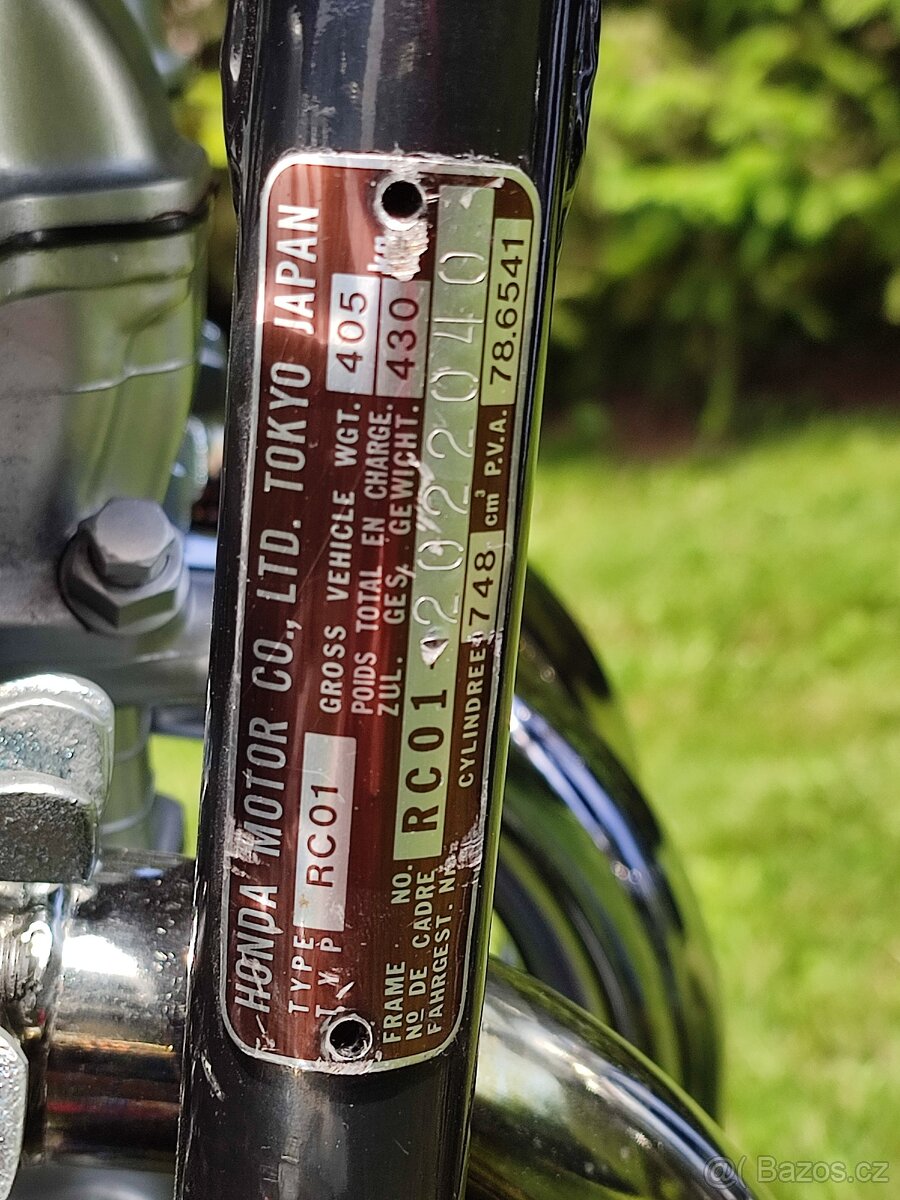 HONDA MOTOR CO., LTD. TOKYO JAPAN
TYPE
TYP
RC01
GROSS VEHICLE WGT. 405 kg
POIDS TOTAL EN CHARGE.
ZUL. GES. GEWICHT. 430
FRAME NO.
No DE CADRE
FAHRGEST. NR.
RC01 2022040
CYLINDREE 748 cm³ P.V.A. 78.6541
@( Bazos.cz